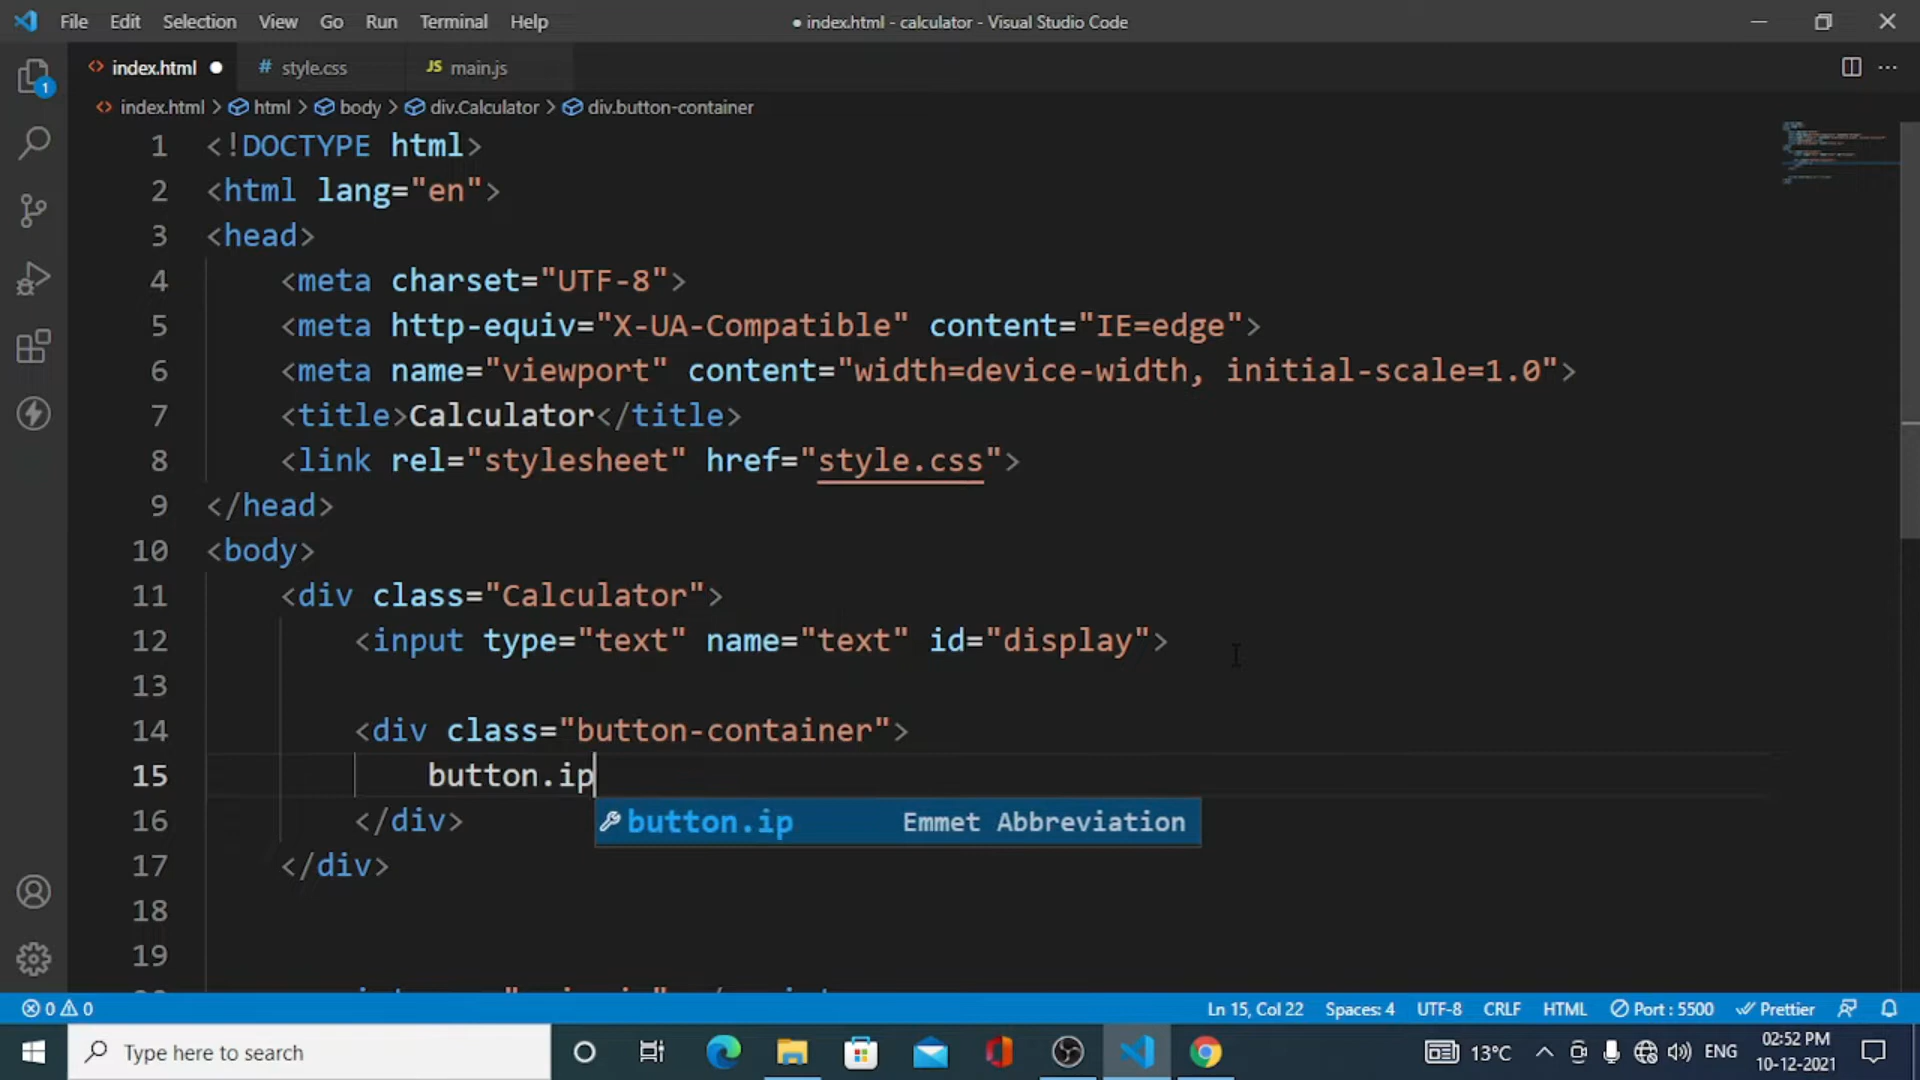 File Edit Selection View Go Run Terminal Help ● index.html - calculator - Visual Studio Code
<> index.html ● # style.css JS main.js
<> index.html > html > body > div.Calculator > div.button-container
1 <!DOCTYPE html>
2 <html lang="en">
3 <head>
4 <meta charset="UTF-8">
5 <meta http-equiv="X-UA-Compatible" content="IE=edge">
6 <meta name="viewport" content="width=device-width, initial-scale=1.0">
7 <title>Calculator</title>
8 <link rel="stylesheet" href="style.css">
9 </head>
10 <body>
11 <div class="Calculator">
12 <input type="text" name="text" id="display">
13
14 <div class="button-container">
15 button.ip
16 </div>
button.ip Emmet Abbreviation
17 </div>
18
19
1
0 0 Ln 15, Col 22 Spaces: 4 UTF-8 CRLF HTML Port : 5500 Prettier
Type here to search 13°C ENG 02:52 PM
10-12-2021